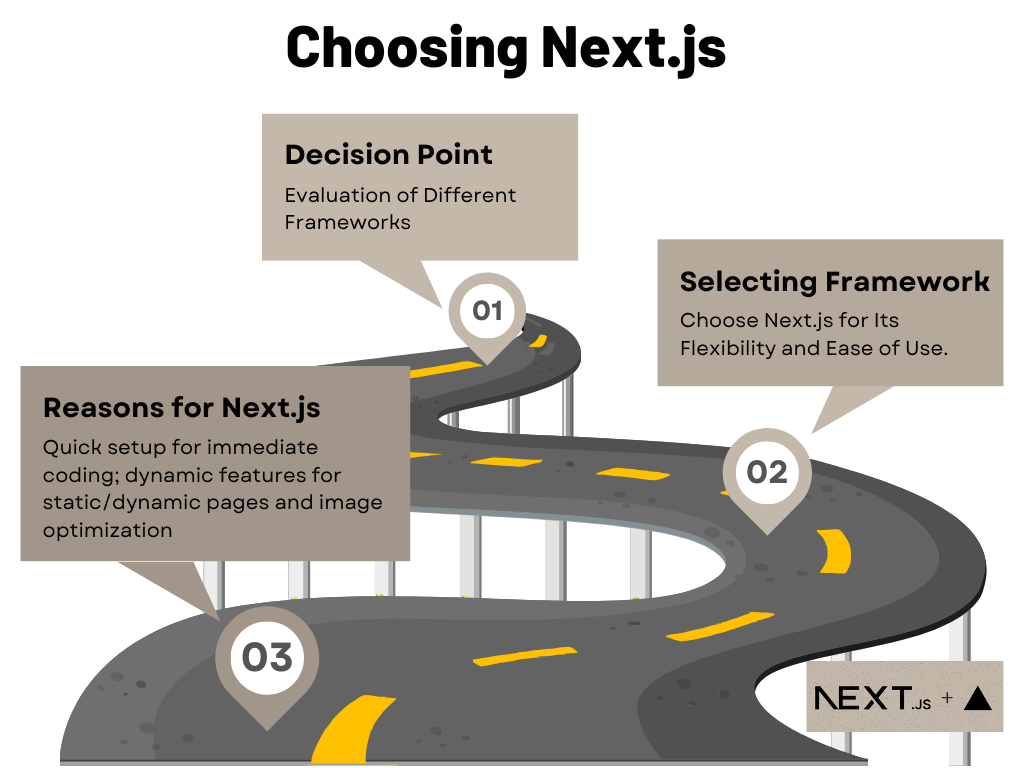 Choosing Next.js
Decision Point
Evaluation of Different
Frameworks
01
Selecting Framework
Choose Next.js for Its
Flexibility and Ease of Use.
02
Reasons for Next.js
Quick setup for immediate
coding; dynamic features for
static/dynamic pages and image
optimization
03
NEXT.JS +